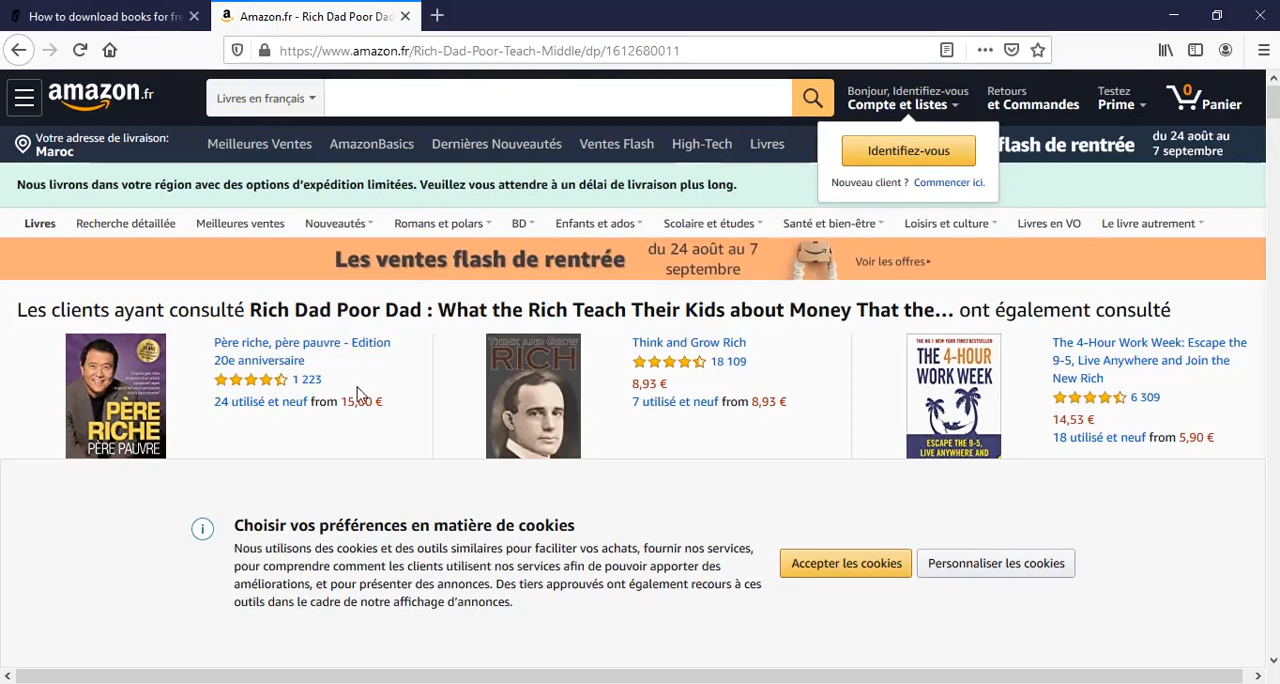 How to download books for fre
Amazon.fr - Rich Dad Poor Dad
https://www.amazon.fr/Rich-Dad-Poor-Teach-Middle/dp/1612680011
amazon.fr
Livres en français
Bonjour, Identifiez-vous
Compte et listes
Retours
et Commandes
Testez
Prime
0
Panier
Votre adresse de livraison:
Maroc
Meilleures Ventes AmazonBasics Dernières Nouveautés Ventes Flash High-Tech Livres
flash de rentrée
du 24 août au
7 septembre
Identifiez-vous
Nouveau client ? Commencer ici.
Nous livrons dans votre région avec des options d'expédition limitées. Veuillez vous attendre à un délai de livraison plus long.
Livres Recherche détaillée Meilleures ventes Nouveautés Romans et polars BD Enfants et ados Scolaire et études Santé et bien-être Loisirs et culture Livres en VO Le livre autrement
Les ventes flash de rentrée
du 24 août au 7
septembre
Voir les offres
Les clients ayant consulté Rich Dad Poor Dad : What the Rich Teach Their Kids about Money That the... ont également consulté
PÈRE
RICHE
PÈRE PAUVRE
Père riche, père pauvre - Edition
20e anniversaire
1 223
24 utilisé et neuf from €
THINK AND GROW
RICH
Think and Grow Rich
18 109
8,93 €
7 utilisé et neuf from 8,93 €
THE 4-HOUR
WORK WEEK
ESCAPE THE 9-5,
LIVE ANYWHERE AND
The 4-Hour Work Week: Escape the
9-5, Live Anywhere and Join the
New Rich
6 309
14,53 €
18 utilisé et neuf from 5,90 €
Choisir vos préférences en matière de cookies
Nous utilisons des cookies et des outils similaires pour faciliter vos achats, fournir nos services,
pour comprendre comment les clients utilisent nos services afin de pouvoir apporter des
améliorations, et pour présenter des annonces. Des tiers approuvés ont également recours à ces
outils dans le cadre de notre affichage d'annonces.
Accepter les cookies
Personnaliser les cookies